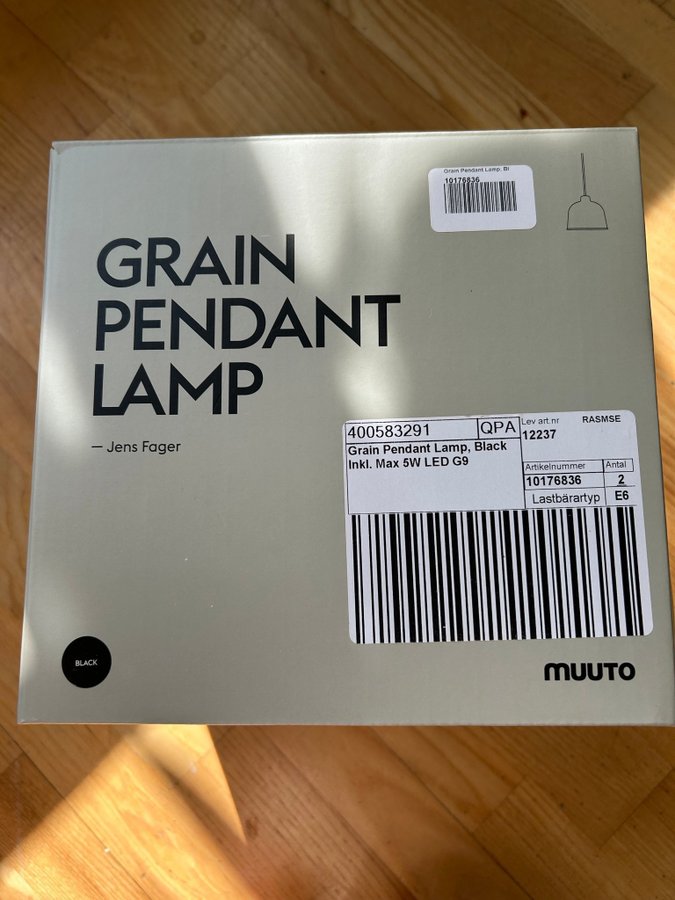 Grain Pendant Lamp, Bl
10176836
GRAIN
PENDANT
LAMP
— Jens Fager
400583291 QPA
Grain Pendant Lamp, Black
Inkl. Max 5W LED G9
Lev art.nr RASMSE
12237
Artikelnummer Antal
10176836 2
Lastbärartyp E6
BLACK
muuto